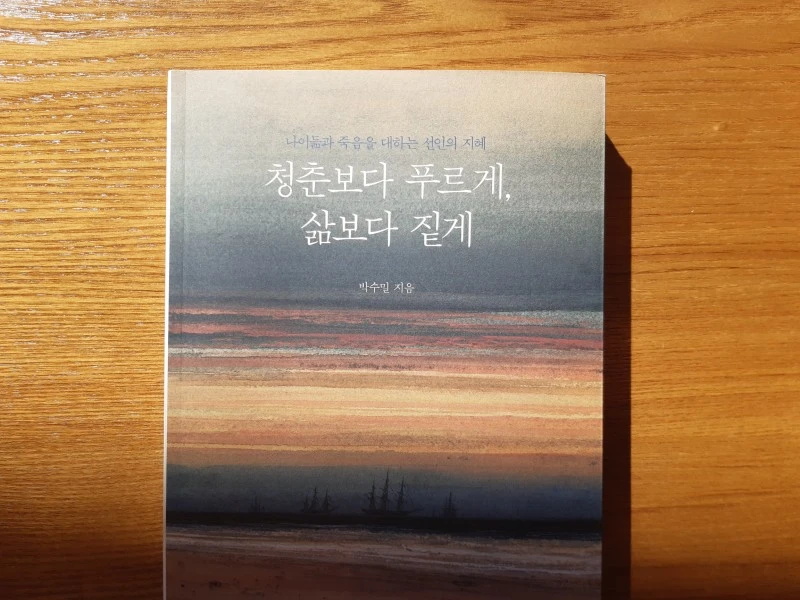 나이듦과 죽음을 대하는 선인의 지혜
청춘보다 푸르게,
삶보다 짙게
박수밀 지음